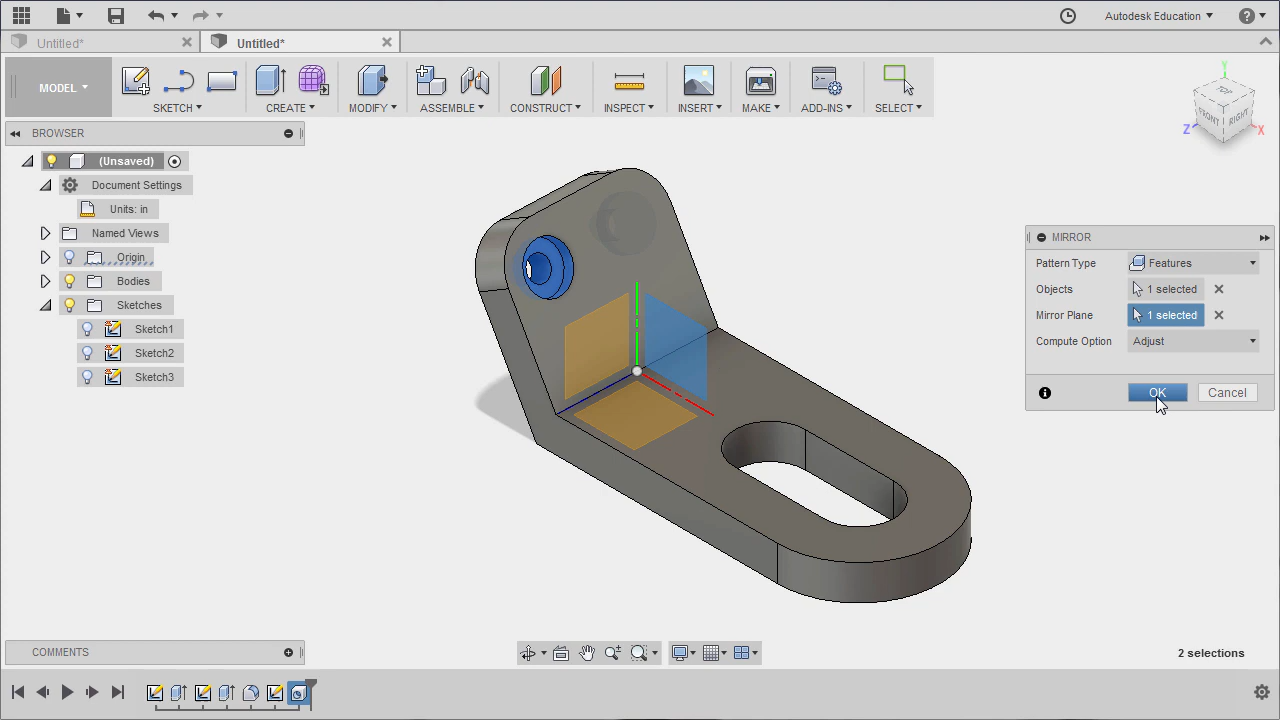 Autodesk Education
?
Untitled*
Untitled*
MODEL
SKETCH
CREATE
MODIFY
ASSEMBLE
CONSTRUCT
INSPECT
INSERT
MAKE
ADD-INS
SELECT
Y
FRONT
RIGHT
Z
X
BROWSER
(Unsaved)
Document Settings
Units: in
Named Views
Origin
Bodies
Sketches
Sketch1
Sketch2
Sketch3
MIRROR
Pattern Type
Features
Objects
1 selected
Mirror Plane
1 selected
Compute Option
Adjust
OK
Cancel
COMMENTS
2 selections